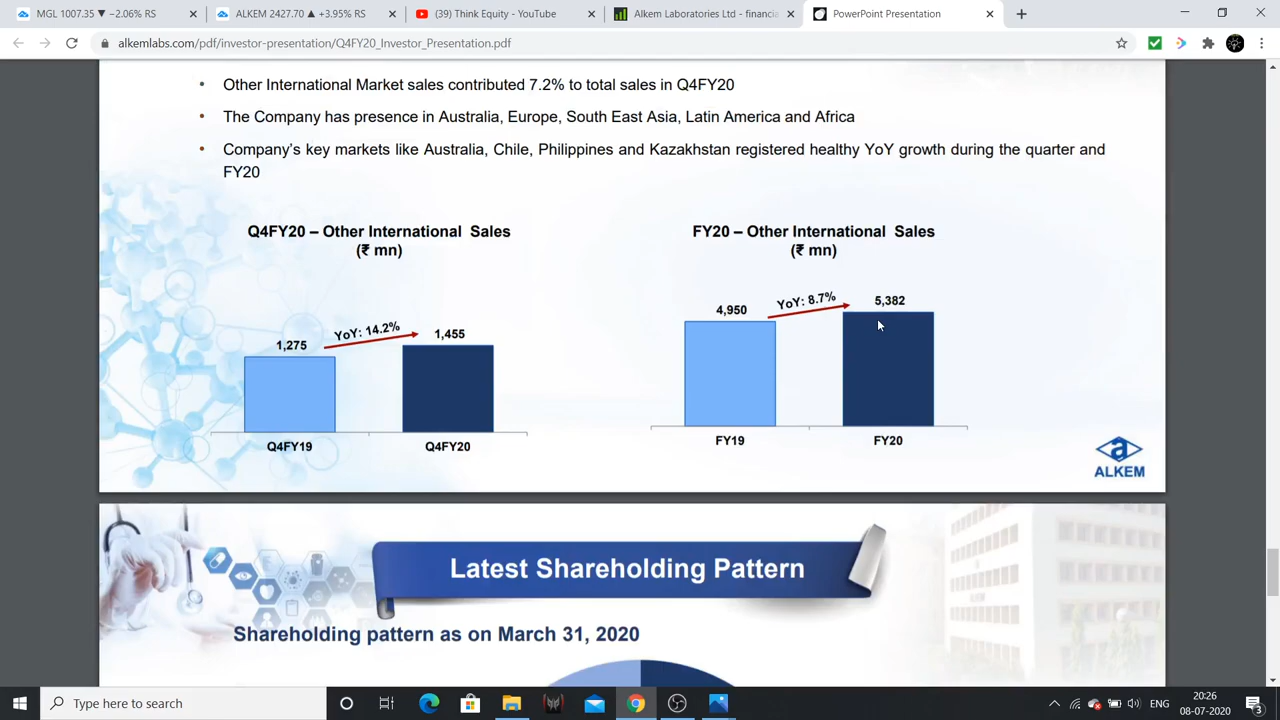 MGL 1007.35 ▼ −2.06% RS
ALKEM 2427.70 ▲ +3.95% RS
(39) Think Equity - YouTube
Alkem Laboratories Ltd - financia
PowerPoint Presentation
alkemlabs.com/pdf/investor-presentation/Q4FY20_Investor_Presentation.pdf
• Other International Market sales contributed 7.2% to total sales in Q4FY20
• The Company has presence in Australia, Europe, South East Asia, Latin America and Africa
• Company's key markets like Australia, Chile, Philippines and Kazakhstan registered healthy YoY growth during the quarter and
FY20
Q4FY20 – Other International Sales
(₹ mn)
YoY: 14.2%
1,275
1,455
Q4FY19
Q4FY20
FY20 – Other International Sales
(₹ mn)
YoY: 8.7%
4,950
5,382
FY19
FY20
ALKEM
Latest Shareholding Pattern
Shareholding pattern as on March 31, 2020
Type here to search
ENG
20:26
08-07-2020
3